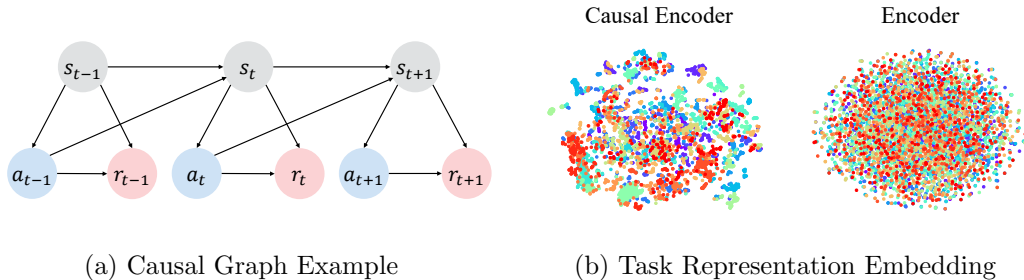 Causal Encoder Encoder
s_{t-1} s_t s_{t+1}
a_{t-1} r_{t-1} a_t r_t a_{t+1} r_{t+1}
(a) Causal Graph Example
(b) Task Representation Embedding